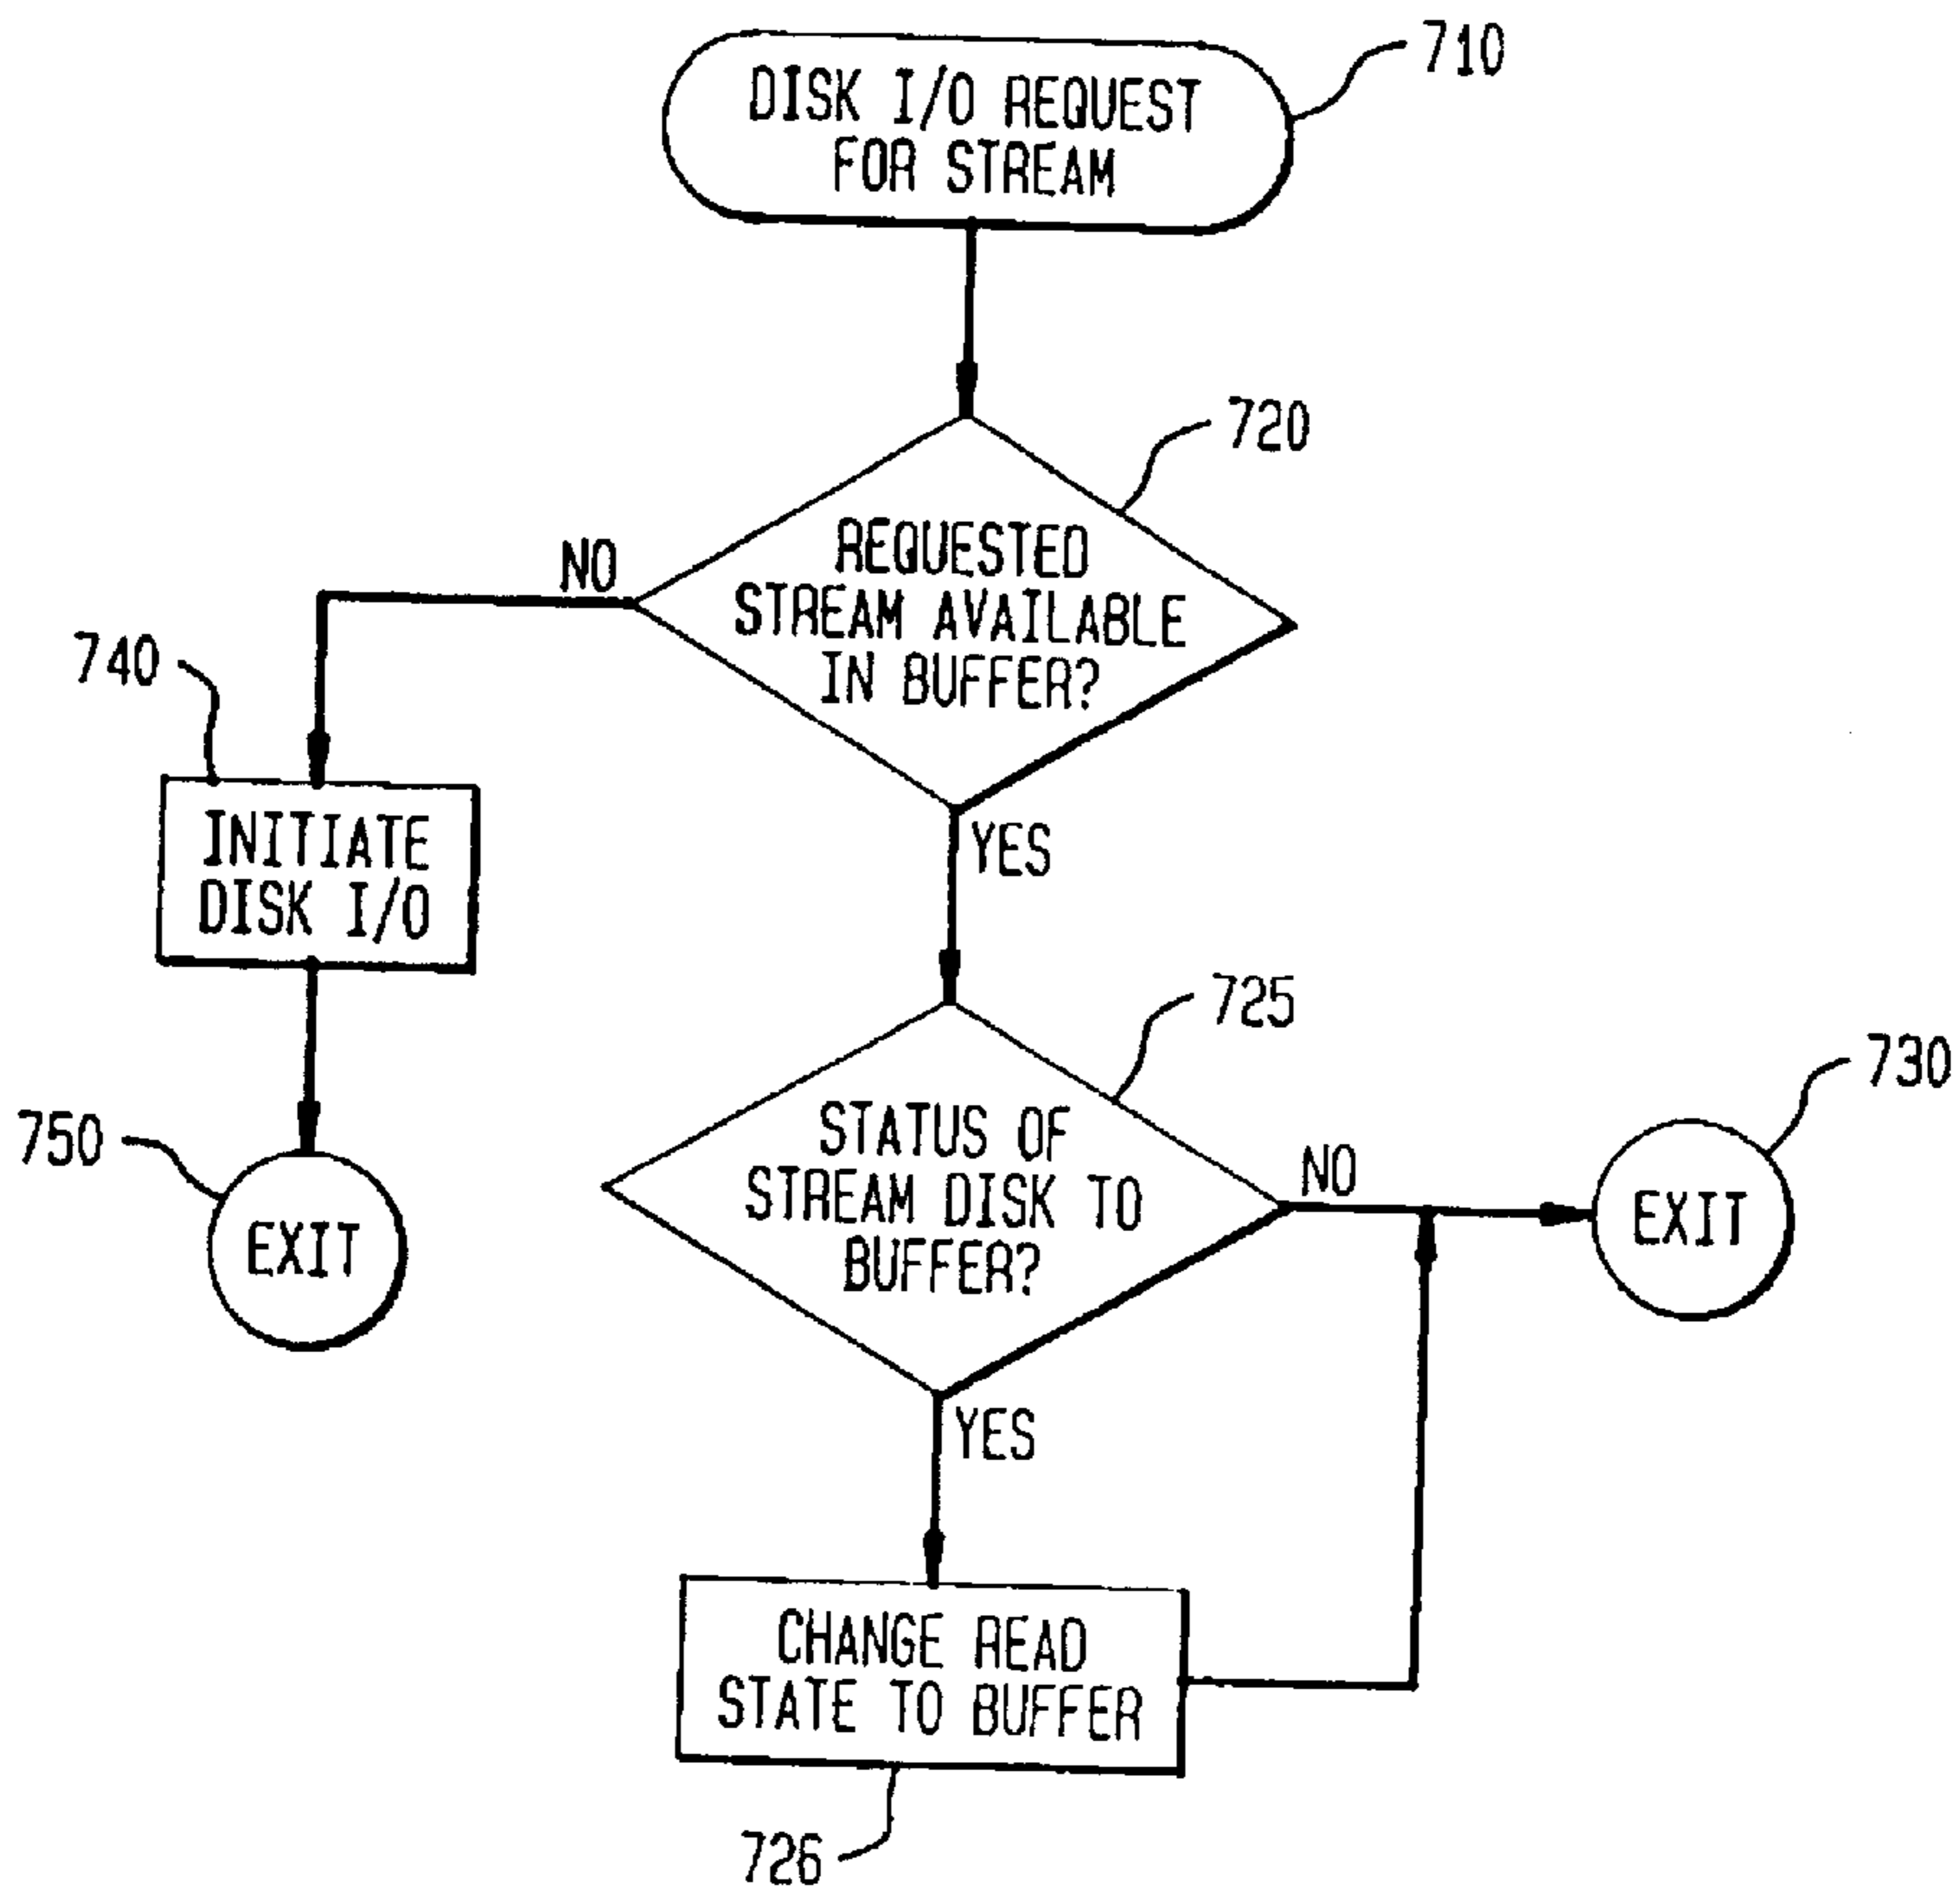 710
DISK I/O REQUEST
FOR STREAM
720
REQUESTED
STREAM AVAILABLE
IN BUFFER?
NO
YES
740
INITIATE
DISK I/O
750
EXIT
725
STATUS OF
STREAM DISK TO
BUFFER?
NO
YES
730
EXIT
CHANGE READ
STATE TO BUFFER
726